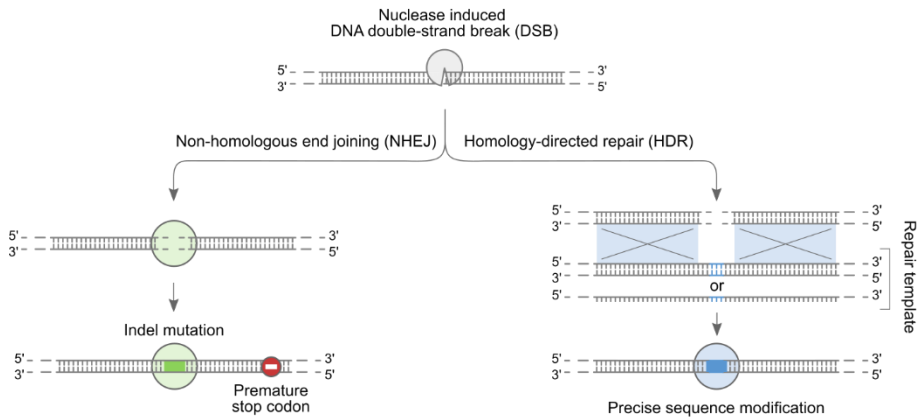 Nuclease induced
DNA double-strand break (DSB)
5' 3'
3' 5'
Non-homologous end joining (NHEJ) Homology-directed repair (HDR)
5' 3'
3' 5'
5' 3'
3' 5'
5' 3'
3' 5'
or
5' 3'
Repair template
Indel mutation
5' 3'
3' 5'
Premature
stop codon
5' 3'
3' 5'
Precise sequence modification